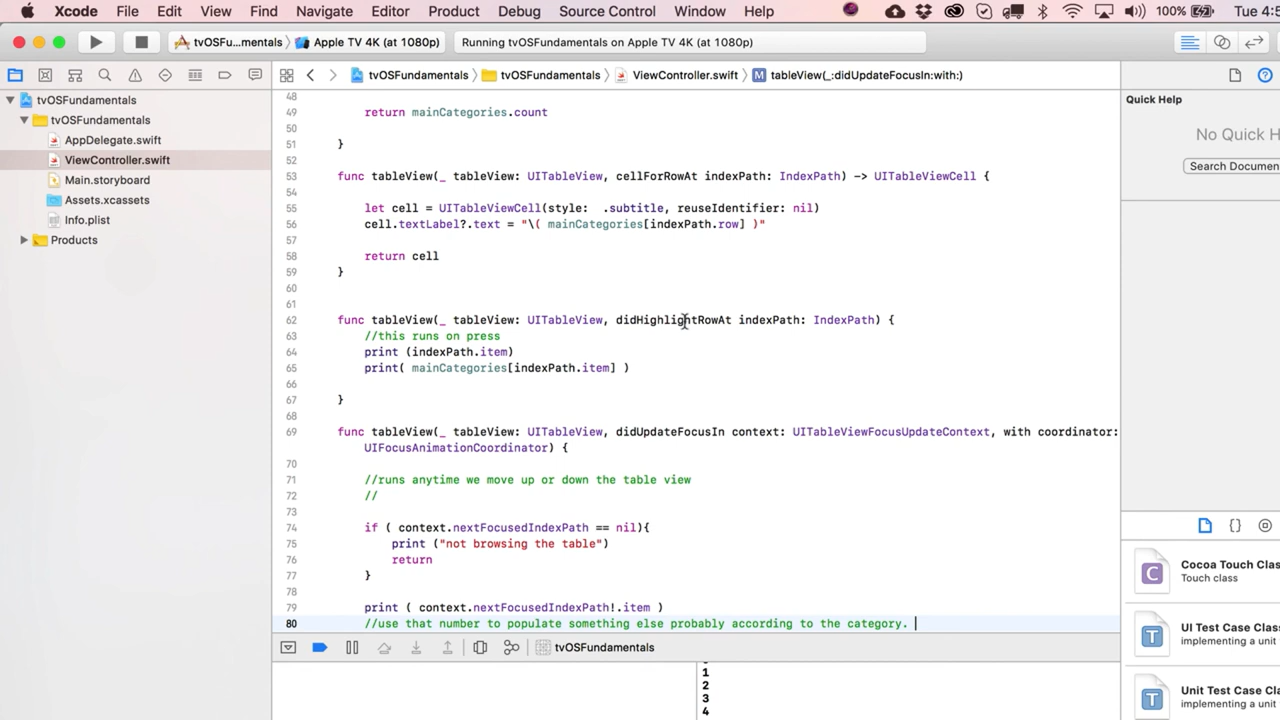 Xcode File Edit View Find Navigate Editor Product Debug Source Control Window Help 100% Tue 4:5
tvOSFu...mentals Apple TV 4K (at 1080p) Running tvOSFundamentals on Apple TV 4K (at 1080p)
tvOSFundamentals tvOSFundamentals ViewController.swift M tableView(_:didUpdateFocusIn:with:)
tvOSFundamentals
tvOSFundamentals
AppDelegate.swift
ViewController.swift
Main.storyboard
Assets.xcassets
Info.plist
Products
48
49 return mainCategories.count
50
51 }
52
53 func tableView(_ tableView: UITableView, cellForRowAt indexPath: IndexPath) -> UITableViewCell {
54
55 let cell = UITableViewCell(style: .subtitle, reuseIdentifier: nil)
56 cell.textLabel?.text = "\( mainCategories[indexPath.row] )"
57
58 return cell
59 }
60
61
62 func tableView(_ tableView: UITableView, didHighlightRowAt indexPath: IndexPath) {
63 //this runs on press
64 print (indexPath.item)
65 print( mainCategories[indexPath.item] )
66
67 }
68
69 func tableView(_ tableView: UITableView, didUpdateFocusIn context: UITableViewFocusUpdateContext, with coordinator:
UIFocusAnimationCoordinator) {
70
71 //runs anytime we move up or down the table view
72 //
73
74 if ( context.nextFocusedIndexPath == nil){
75 print ("not browsing the table")
76 return
77 }
78
79 print ( context.nextFocusedIndexPath!.item )
80 //use that number to populate something else probably according to the category.
tvOSFundamentals
1
2
3
4
Quick Help
No Quick H
Search Documen
{}
C
Cocoa Touch Clas
Touch class
T
UI Test Case Clas
implementing a unit
T
Unit Test Case Cl
implementing a unit